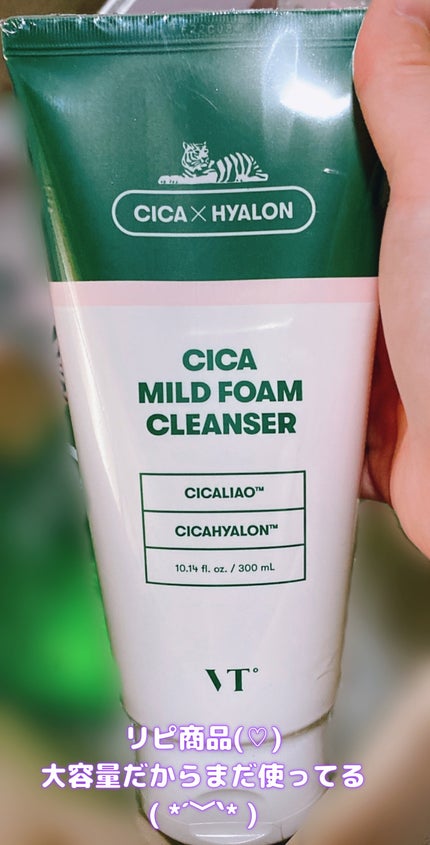 CICA×HYALON
CICA
MILD FOAM
CLEANSER
CICALIAO™
CICAHYALON™
10.14 fl. oz. / 300 mL
VT°
リピ商品(♡)
大容量だからまだ使ってる
( *´﹀`* )